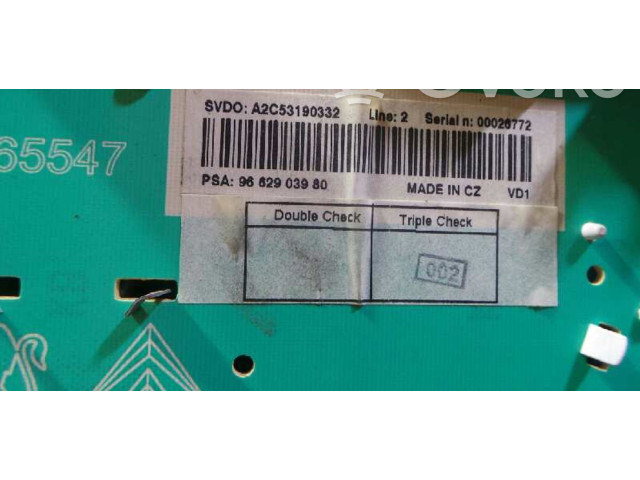 SVDO: A2C53190332 Line: 2 Serial n: 00026772
65547
PSA: 96 629 039 80 MADE IN CZ VD1
Double Check Triple Check
002